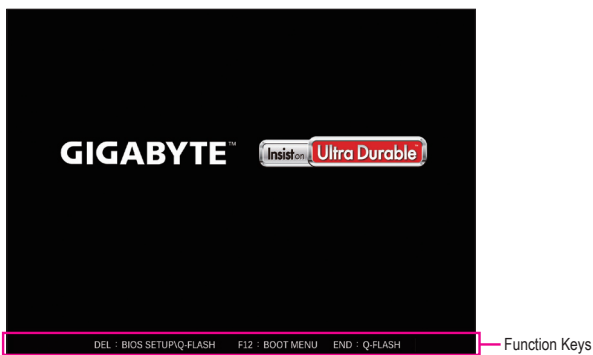 GIGABYTE™
Insist on Ultra Durable™
DEL : BIOS SETUP\Q-FLASH F12 : BOOT MENU END : Q-FLASH
Function Keys